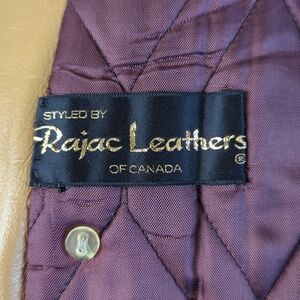 STYLED BY
Rajac Leathers
OF CANADA
®